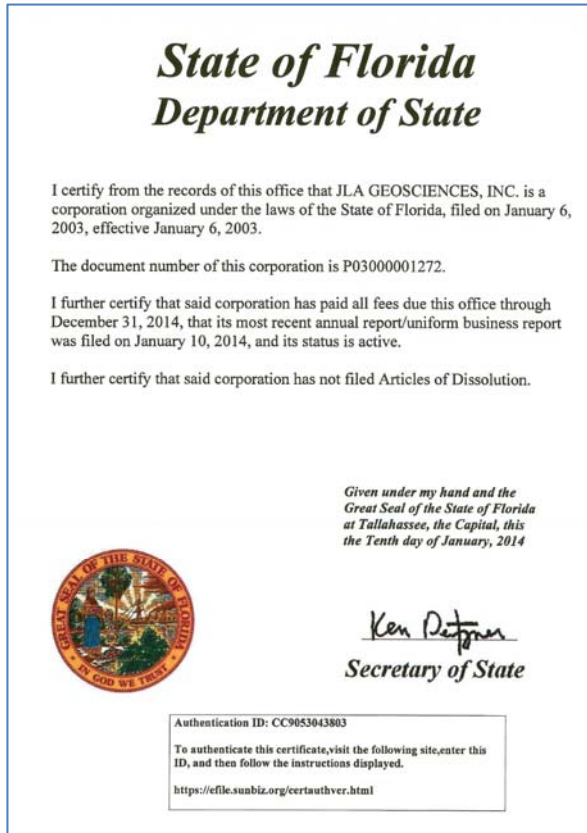 State of Florida
Department of State
I certify from the records of this office that JLA GEOSCIENCES, INC. is a
corporation organized under the laws of the State of Florida, filed on January 6,
2003, effective January 6, 2003.
The document number of this corporation is P03000001272.
I further certify that said corporation has paid all fees due this office through
December 31, 2014, that its most recent annual report/uniform business report
was filed on January 10, 2014, and its status is active.
I further certify that said corporation has not filed Articles of Dissolution.
Given under my hand and the
Great Seal of the State of Florida
at Tallahassee, the Capital, this
the Tenth day of January, 2014
GREAT SEAL OF THE STATE OF FLORIDA
IN GOD WE TRUST
Ken Detzner
Secretary of State
Authentication ID: CC9053043803
To authenticate this certificate,visit the following site,enter this
ID, and then follow the instructions displayed.
https://efile.sunbiz.org/certauthver.html